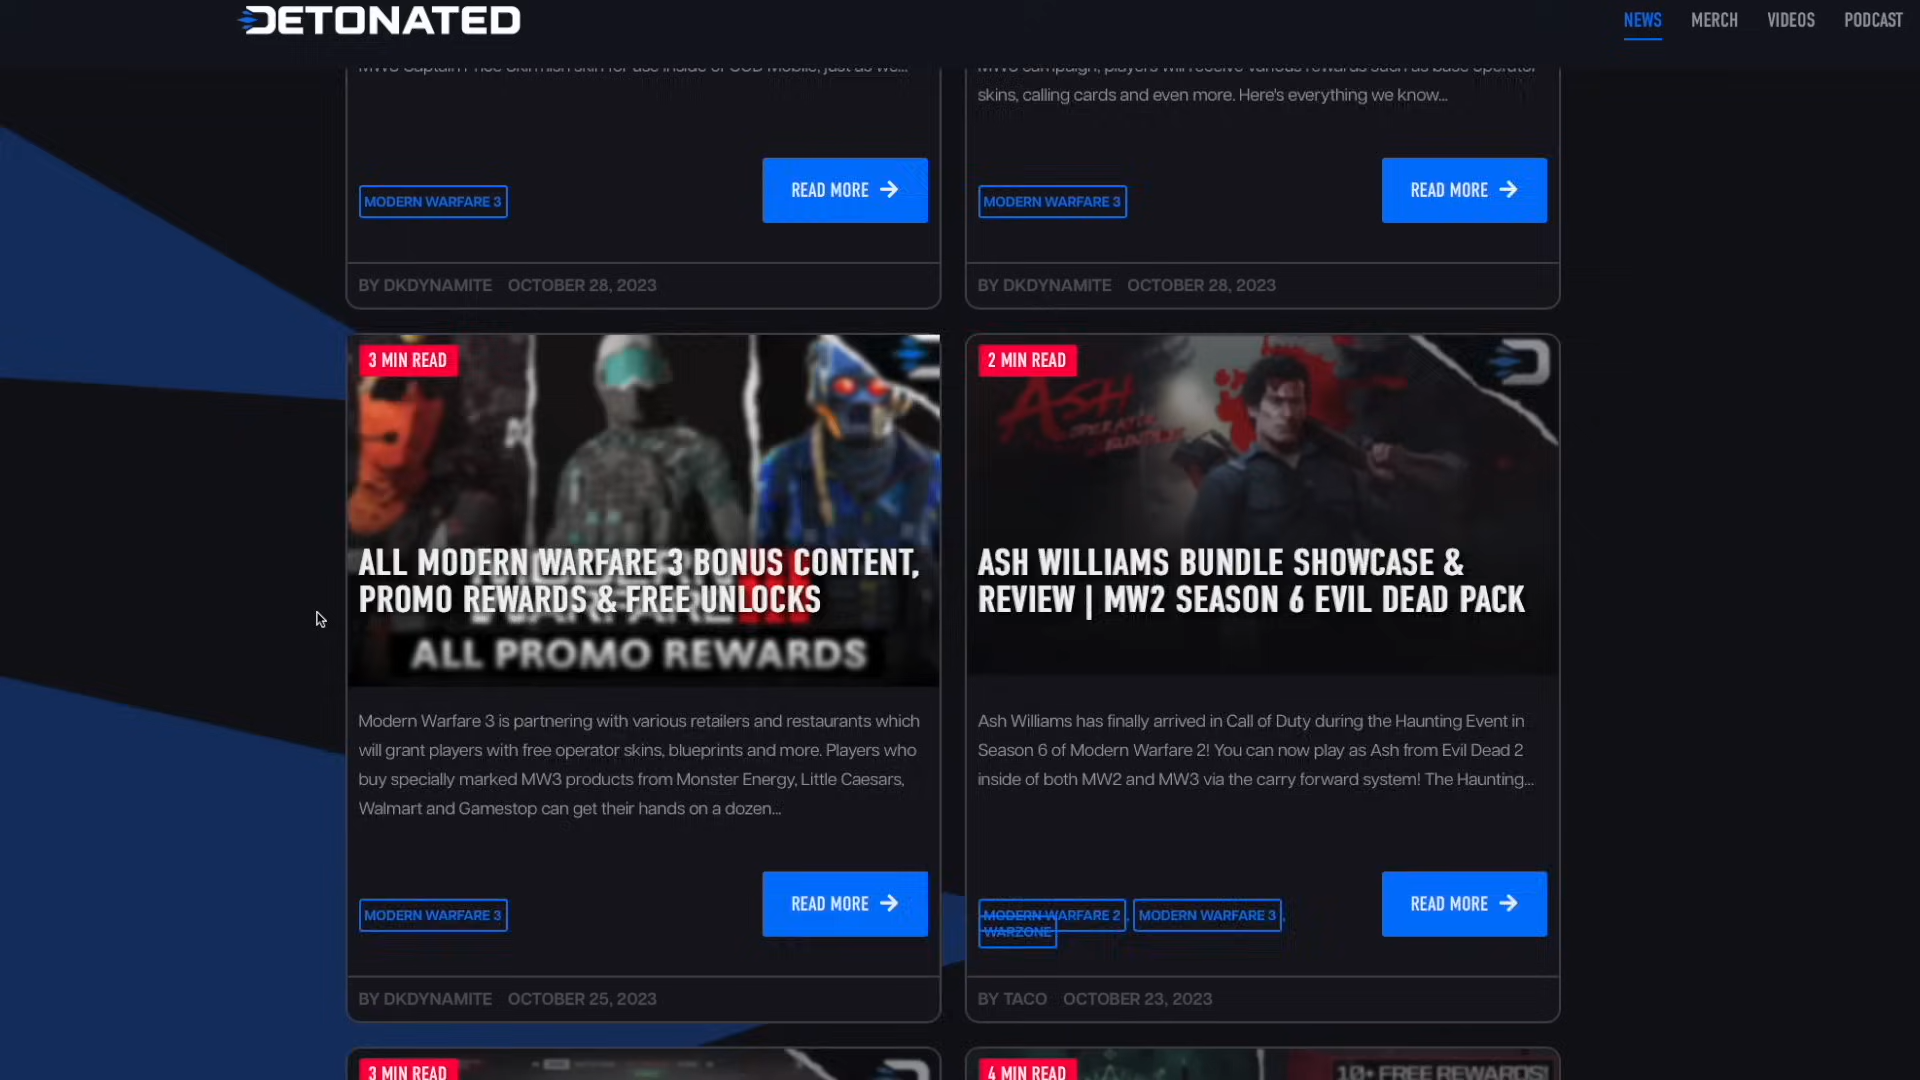 DETONATED
NEWS
MERCH
VIDEOS
PODCAST
skins, calling cards and even more. Here's everything we know...
MODERN WARFARE 3
READ MORE
MODERN WARFARE 3
READ MORE
BY DKDYNAMITE OCTOBER 28, 2023
BY DKDYNAMITE OCTOBER 28, 2023
3 MIN READ
ALL MODERN WARFARE 3 BONUS CONTENT,
PROMO REWARDS & FREE UNLOCKS
ALL PROMO REWARDS
Modern Warfare 3 is partnering with various retailers and restaurants which
will grant players with free operator skins, blueprints and more. Players who
buy specially marked MW3 products from Monster Energy, Little Caesars,
Walmart and Gamestop can get their hands on a dozen...
MODERN WARFARE 3
READ MORE
BY DKDYNAMITE OCTOBER 25, 2023
2 MIN READ
ASH
ASH WILLIAMS BUNDLE SHOWCASE &
REVIEW | MW2 SEASON 6 EVIL DEAD PACK
Ash Williams has finally arrived in Call of Duty during the Haunting Event in
Season 6 of Modern Warfare 2! You can now play as Ash from Evil Dead 2
inside of both MW2 and MW3 via the carry forward system! The Haunting...
MODERN WARFARE 2 , MODERN WARFARE 3 ,
WARZONE
READ MORE
BY TACO OCTOBER 23, 2023
3 MIN READ
4 MIN READ
10+ FREE REWARDS!